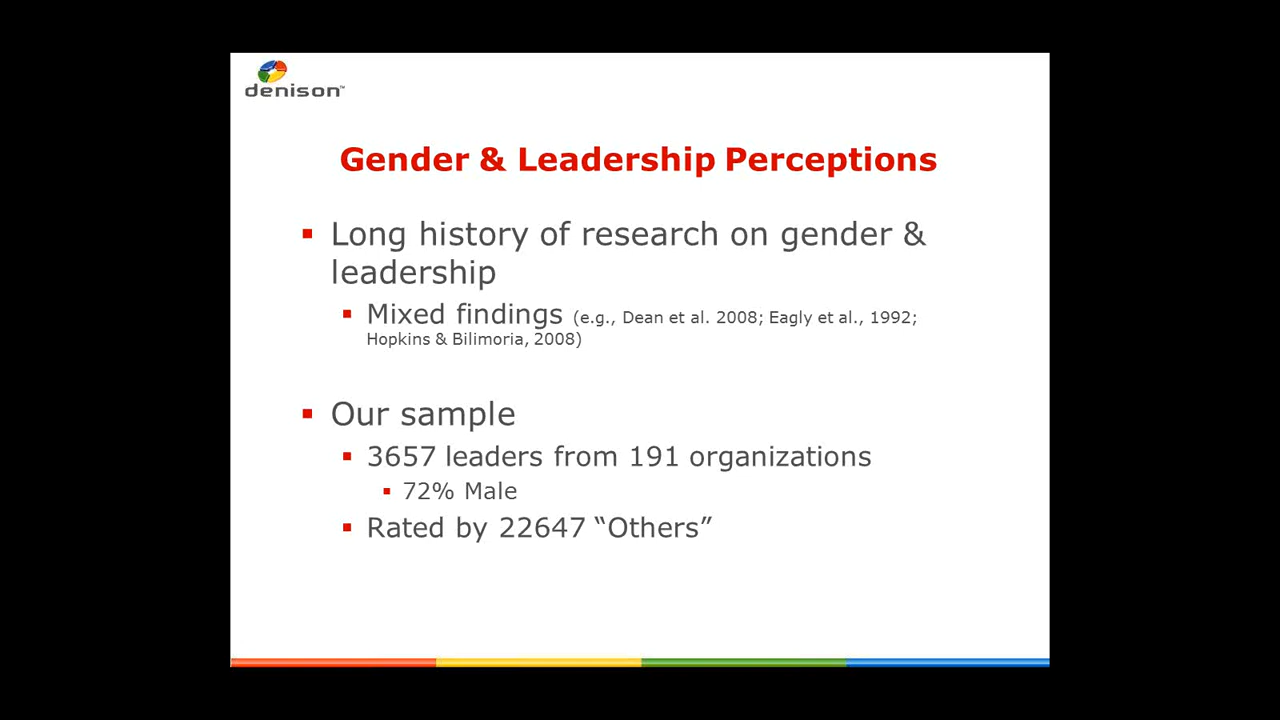 denison™
Gender & Leadership Perceptions
▪ Long history of research on gender &
leadership
▪ Mixed findings (e.g., Dean et al. 2008; Eagly et al., 1992;
Hopkins & Bilimoria, 2008)
▪ Our sample
▪ 3657 leaders from 191 organizations
▪ 72% Male
▪ Rated by 22647 “Others”